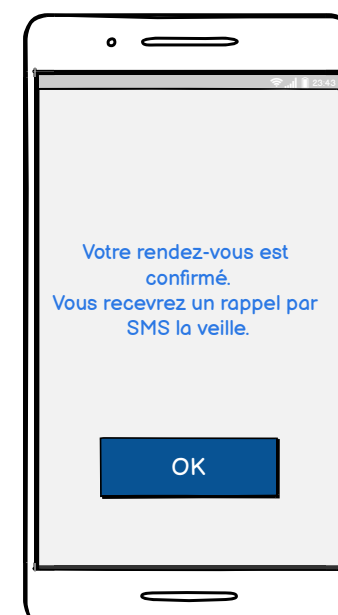 23:43
Votre rendez-vous est
confirmé.
Vous recevrez un rappel par
SMS la veille.
OK